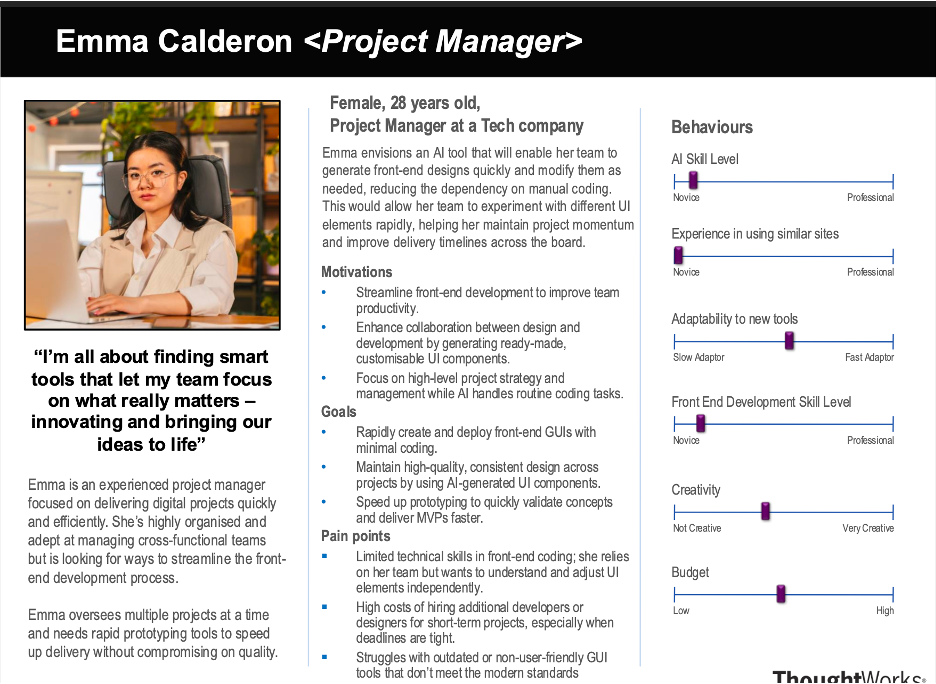 Emma Calderon <Project Manager>
“I’m all about finding smart
tools that let my team focus
on what really matters –
innovating and bringing our
ideas to life”
Emma is an experienced project manager
focused on delivering digital projects quickly
and efficiently. She’s highly organised and
adept at managing cross-functional teams
but is looking for ways to streamline the front-
end development process.
Emma oversees multiple projects at a time
and needs rapid prototyping tools to speed
up delivery without compromising on quality.
Female, 28 years old,
Project Manager at a Tech company
Emma envisions an AI tool that will enable her team to
generate front-end designs quickly and modify them as
needed, reducing the dependency on manual coding.
This would allow her team to experiment with different UI
elements rapidly, helping her maintain project momentum
and improve delivery timelines across the board.
Motivations
• Streamline front-end development to improve team
productivity.
• Enhance collaboration between design and
development by generating ready-made,
customisable UI components.
• Focus on high-level project strategy and
management while AI handles routine coding tasks.
Goals
• Rapidly create and deploy front-end GUIs with
minimal coding.
• Maintain high-quality, consistent design across
projects by using AI-generated UI components.
• Speed up prototyping to quickly validate concepts
and deliver MVPs faster.
Pain points
▪ Limited technical skills in front-end coding; she relies
on her team but wants to understand and adjust UI
elements independently.
▪ High costs of hiring additional developers or
designers for short-term projects, especially when
deadlines are tight.
▪ Struggles with outdated or non-user-friendly GUI
tools that don’t meet the modern standards
Behaviours
AI Skill Level
Novice Professional
Experience in using similar sites
Novice Professional
Adaptability to new tools
Slow Adaptor Fast Adaptor
Front End Development Skill Level
Novice Professional
Creativity
Not Creative Very Creative
Budget
Low High
ThoughtWorks®